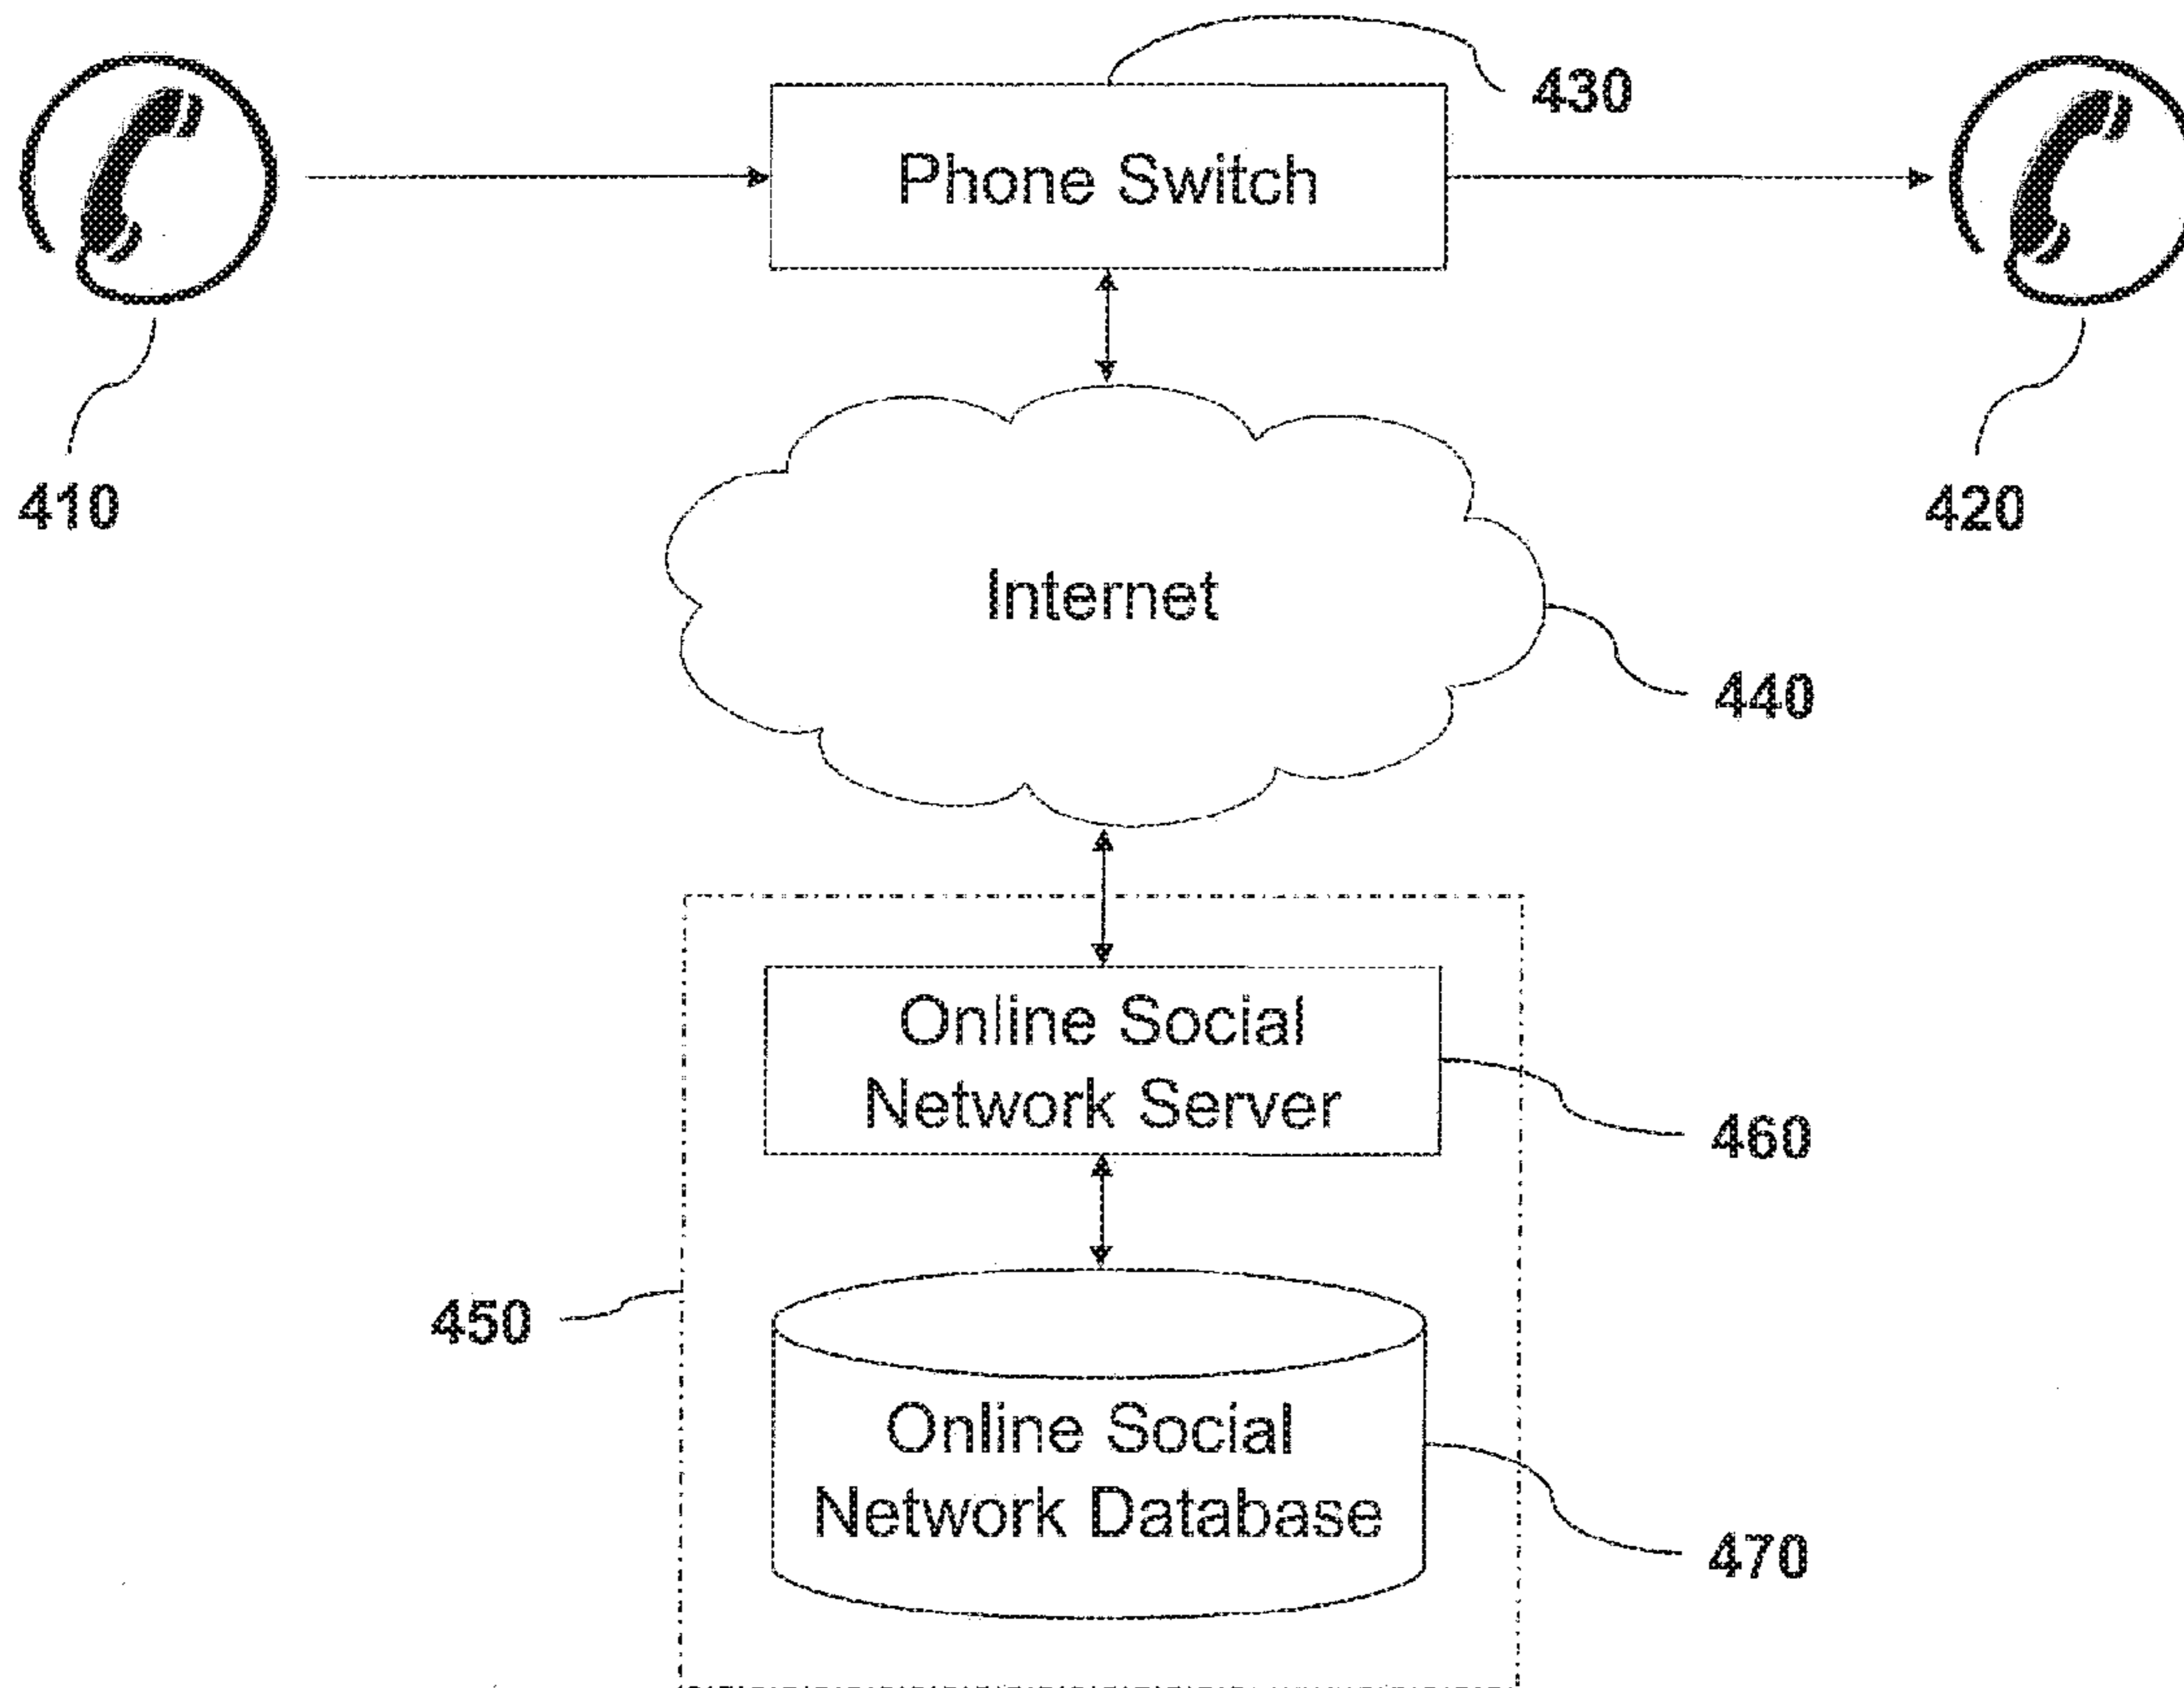 430
Phone Switch
410
420
Internet
440
Online Social
Network Server
460
450
Online Social
Network Database
470